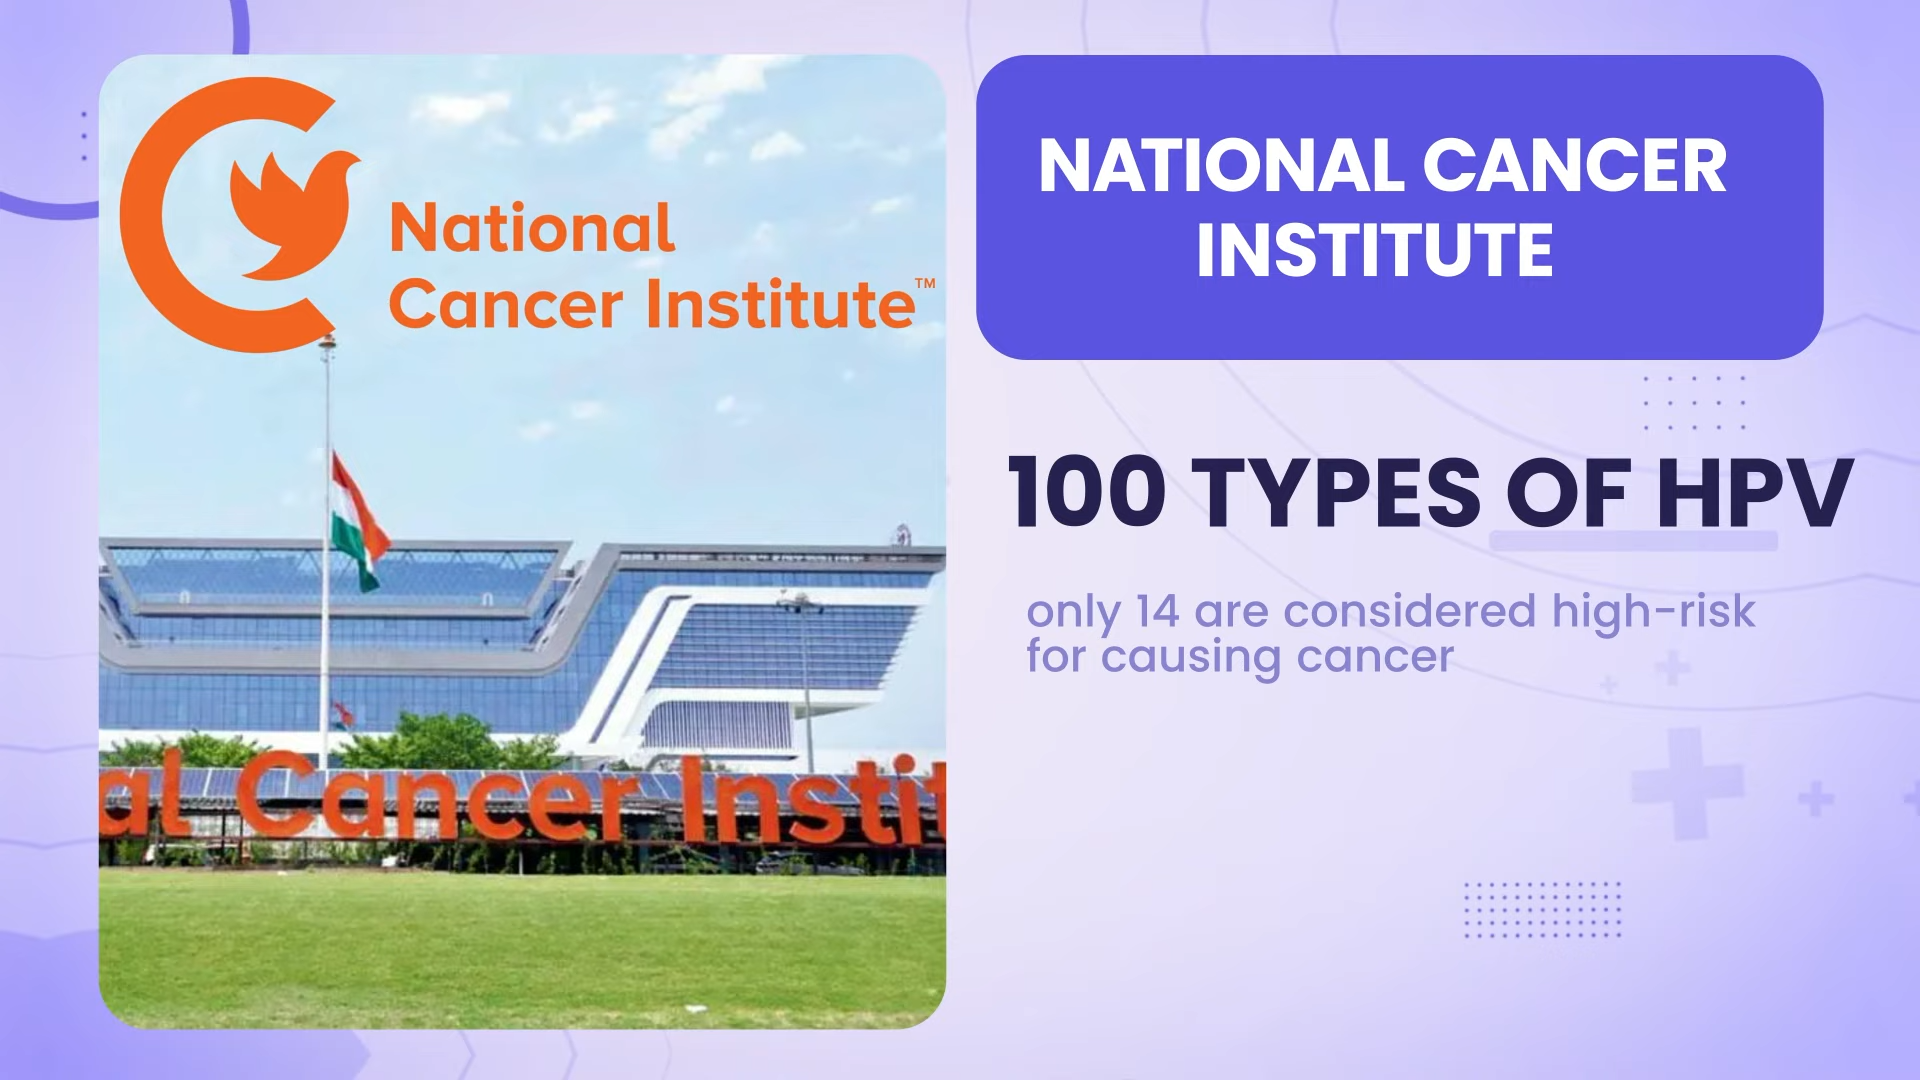 National
Cancer Institute™
al Cancer Instit
NATIONAL CANCER
INSTITUTE
100 TYPES OF HPV
only 14 are considered high-risk
for causing cancer